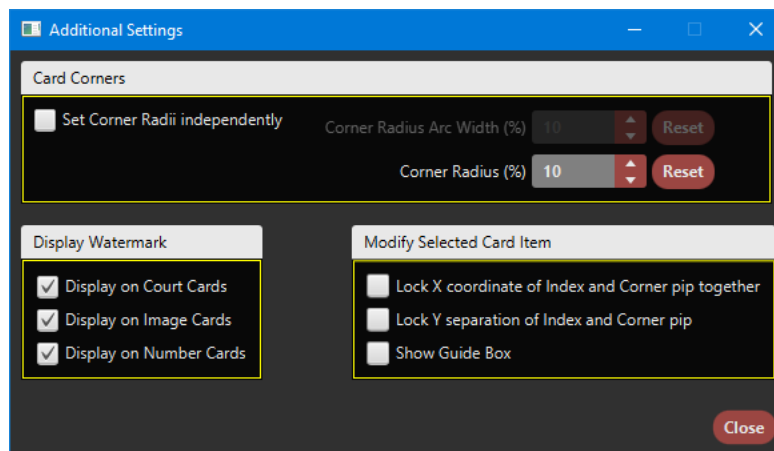 Additional Settings
Card Corners
Set Corner Radii independently
Corner Radius Arc Width (%) 10 Reset
Corner Radius (%) 10 Reset
Display Watermark
Display on Court Cards
Display on Image Cards
Display on Number Cards
Modify Selected Card Item
Lock X coordinate of Index and Corner pip together
Lock Y separation of Index and Corner pip
Show Guide Box
Close